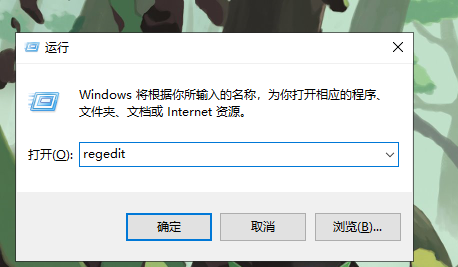 运行
Windows 将根据你所输入的名称，为你打开相应的程序、
文件夹、文档或 Internet 资源。
打开(O): regedit
确定 取消 浏览(B)...